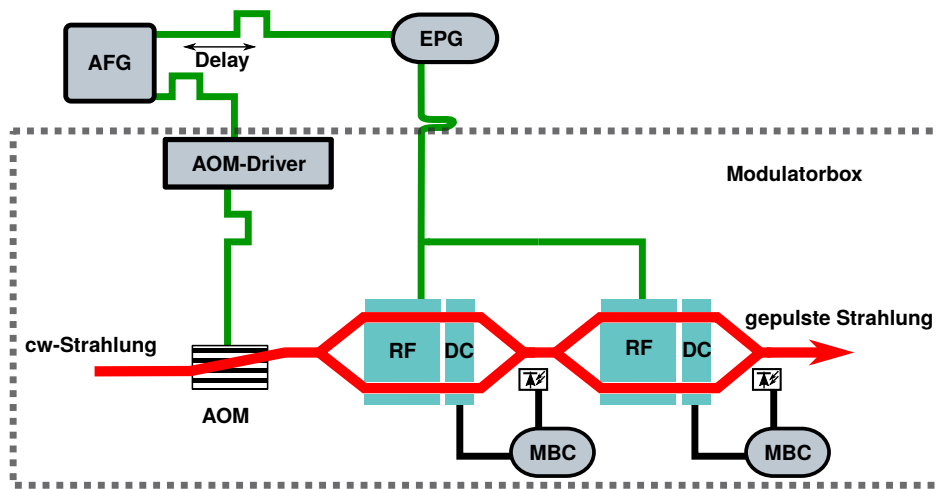 AFG
Delay
EPG
AOM-Driver
Modulatorbox
cw-Strahlung
AOM
RF
DC
MBC
RF
DC
MBC
gepulste Strahlung